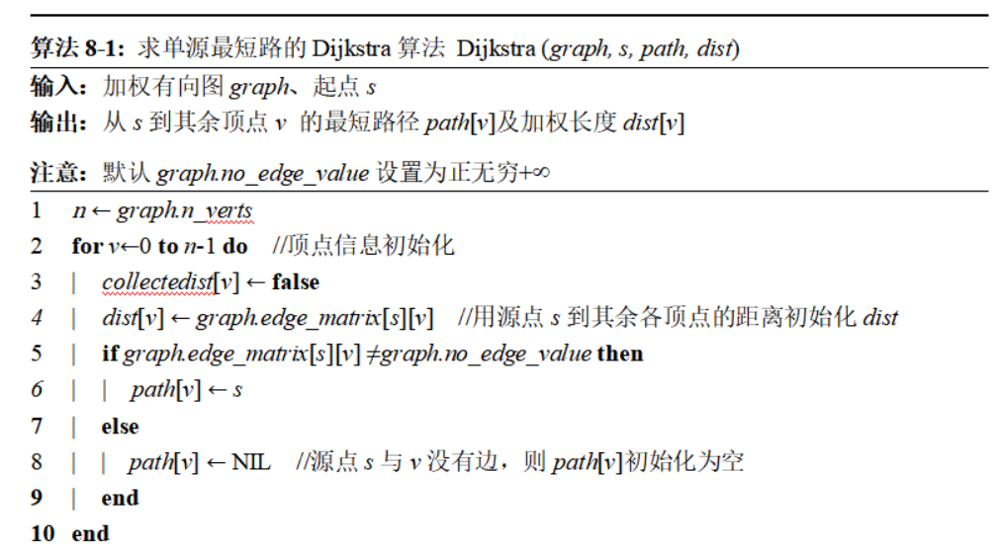 算法 8-1: 求单源最短路的 Dijkstra 算法 Dijkstra (graph, s, path, dist)
输入：加权有向图 graph、起点 s
输出：从 s 到其余顶点 v 的最短路径 path[v]及加权长度 dist[v]
注意：默认 graph.no_edge_value 设置为正无穷+∞
1 n ← graph.n_verts
2 for v←0 to n-1 do //顶点信息初始化
3 | collectedist[v] ← false
4 | dist[v] ← graph.edge_matrix[s][v] //用源点 s 到其余各顶点的距离初始化 dist
5 | if graph.edge_matrix[s][v] ≠graph.no_edge_value then
6 | | path[v] ← s
7 | else
8 | | path[v] ← NIL //源点 s 与 v 没有边，则 path[v]初始化为空
9 | end
10 end